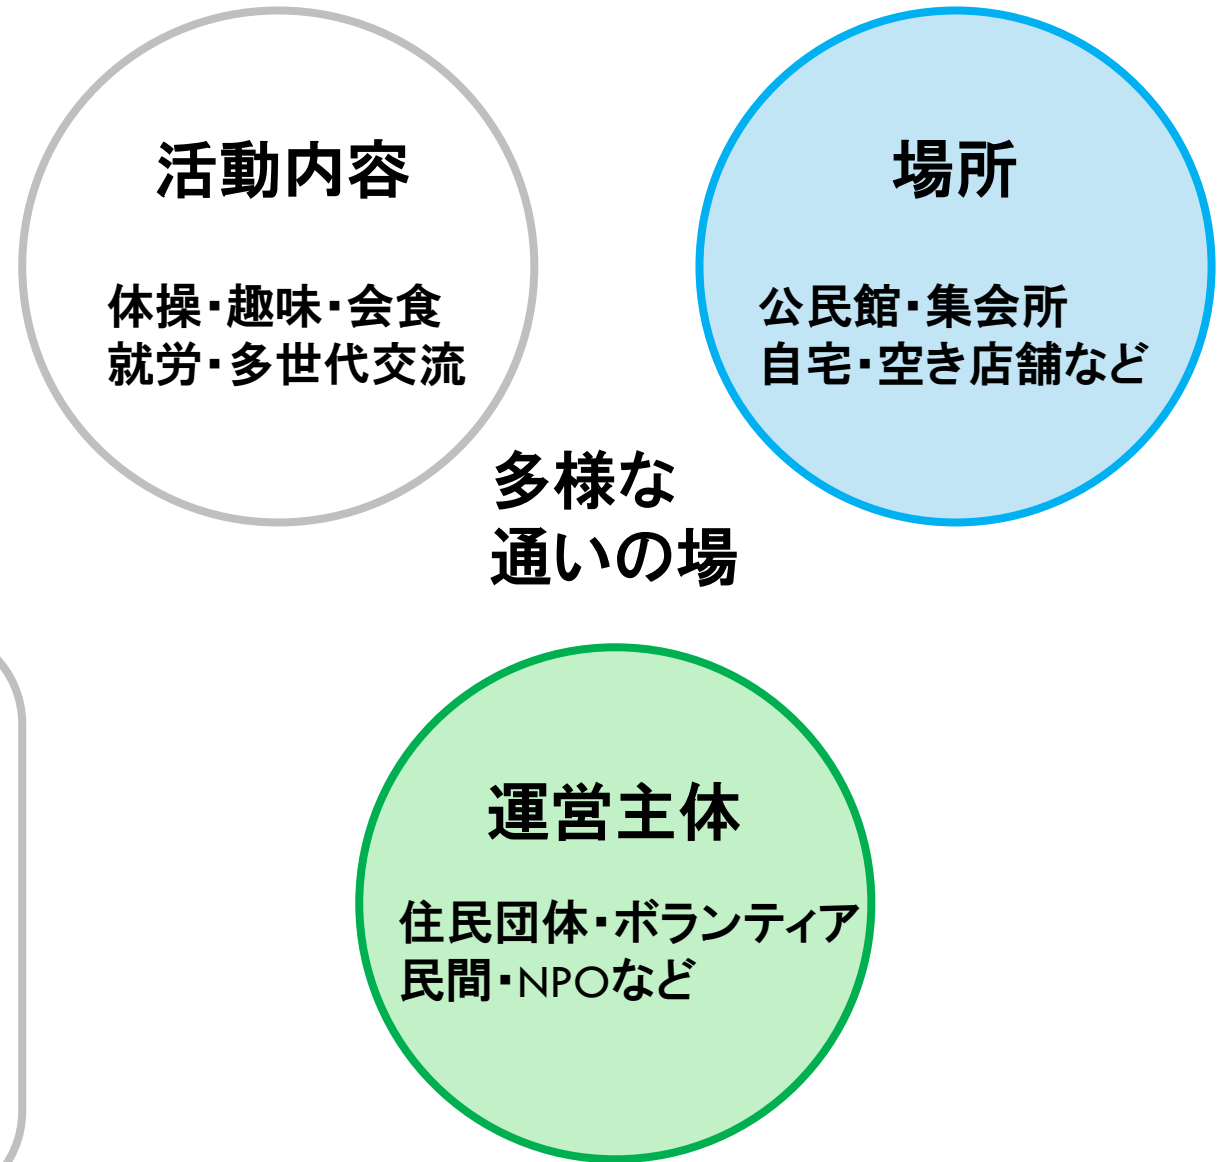 活動内容
体操・趣味・会食
就労・多世代交流
場所
公民館・集会所
自宅・空き店舗など
多様な
通いの場
運営主体
住民団体・ボランティア
民間・NPOなど